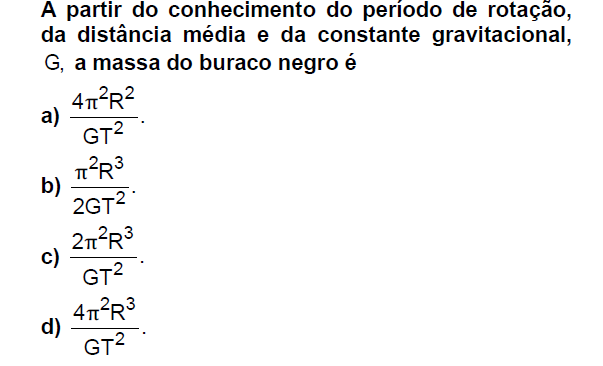 A partir do conhecimento do período de rotação,
da distância média e da constante gravitacional,
G, a massa do buraco negro é
a) 4π²R²/GT².
b) π²R³/2GT².
c) 2π²R³/GT².
d) 4π²R³/GT².